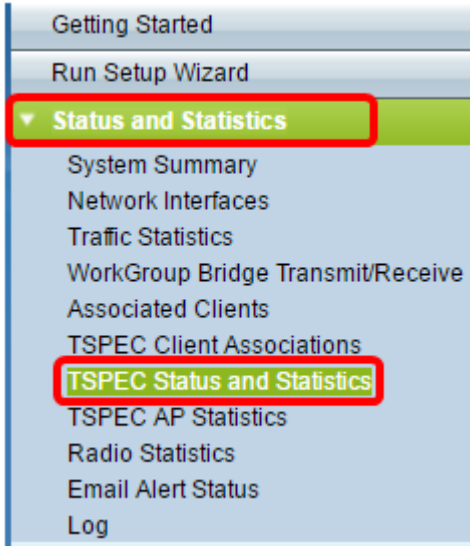 Getting Started
Run Setup Wizard
Status and Statistics
System Summary
Network Interfaces
Traffic Statistics
WorkGroup Bridge Transmit/Receive
Associated Clients
TSPEC Client Associations
TSPEC Status and Statistics
TSPEC AP Statistics
Radio Statistics
Email Alert Status
Log